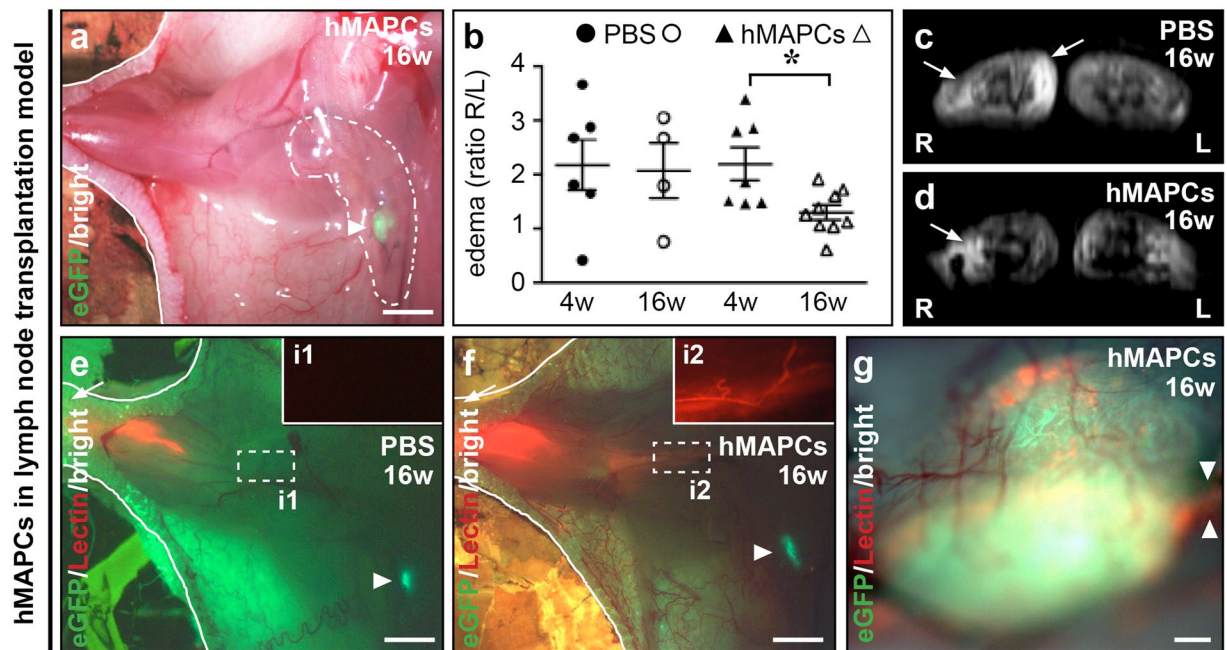 hMAPCs in lymph node transplantation model
a
hMAPCs
16w
eGFP/bright
b
● PBS ○ ▲ hMAPCs △
*
edema (ratio R/L)
4
3
2
1
0
4w 16w 4w 16w
c
PBS
16w
R L
d
hMAPCs
16w
R L
e
i1
PBS
16w
i1
eGFP/Lectin/bright
f
i2
hMAPCs
16w
i2
eGFP/Lectin/bright
g
hMAPCs
16w
eGFP/Lectin/bright